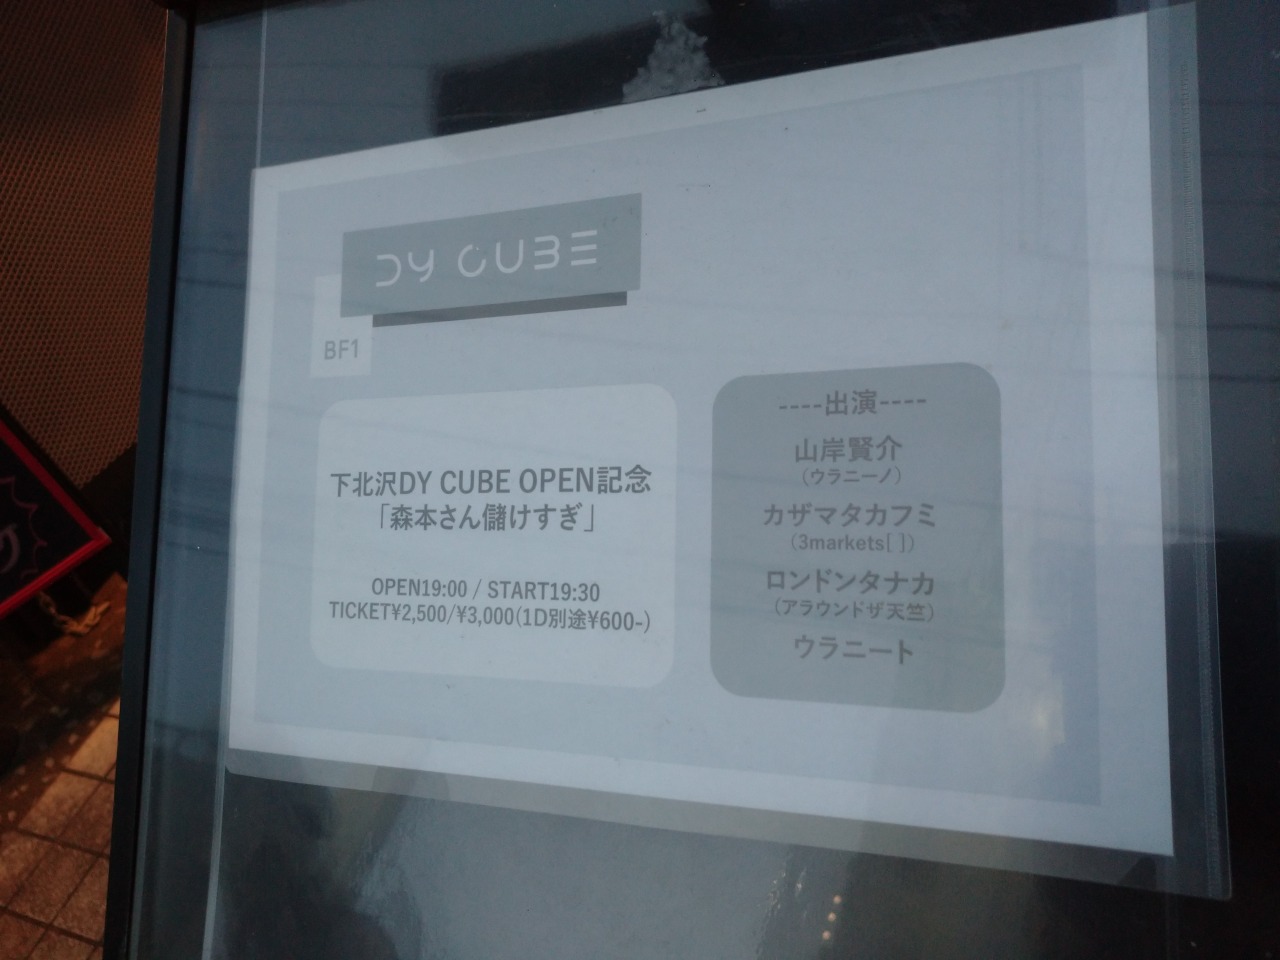 DY CUBE
BF1
下北沢DY CUBE OPEN記念
「森本さん儲けすぎ」
OPEN19:00 / START19:30
TICKET¥2,500/¥3,000(1D別途¥600-)
----出演----
山岸賢介
(ウラニーノ)
カザマタカフミ
(3markets[ ])
ロンドンタナカ
(アラウンドザ天竺)
ウラニート